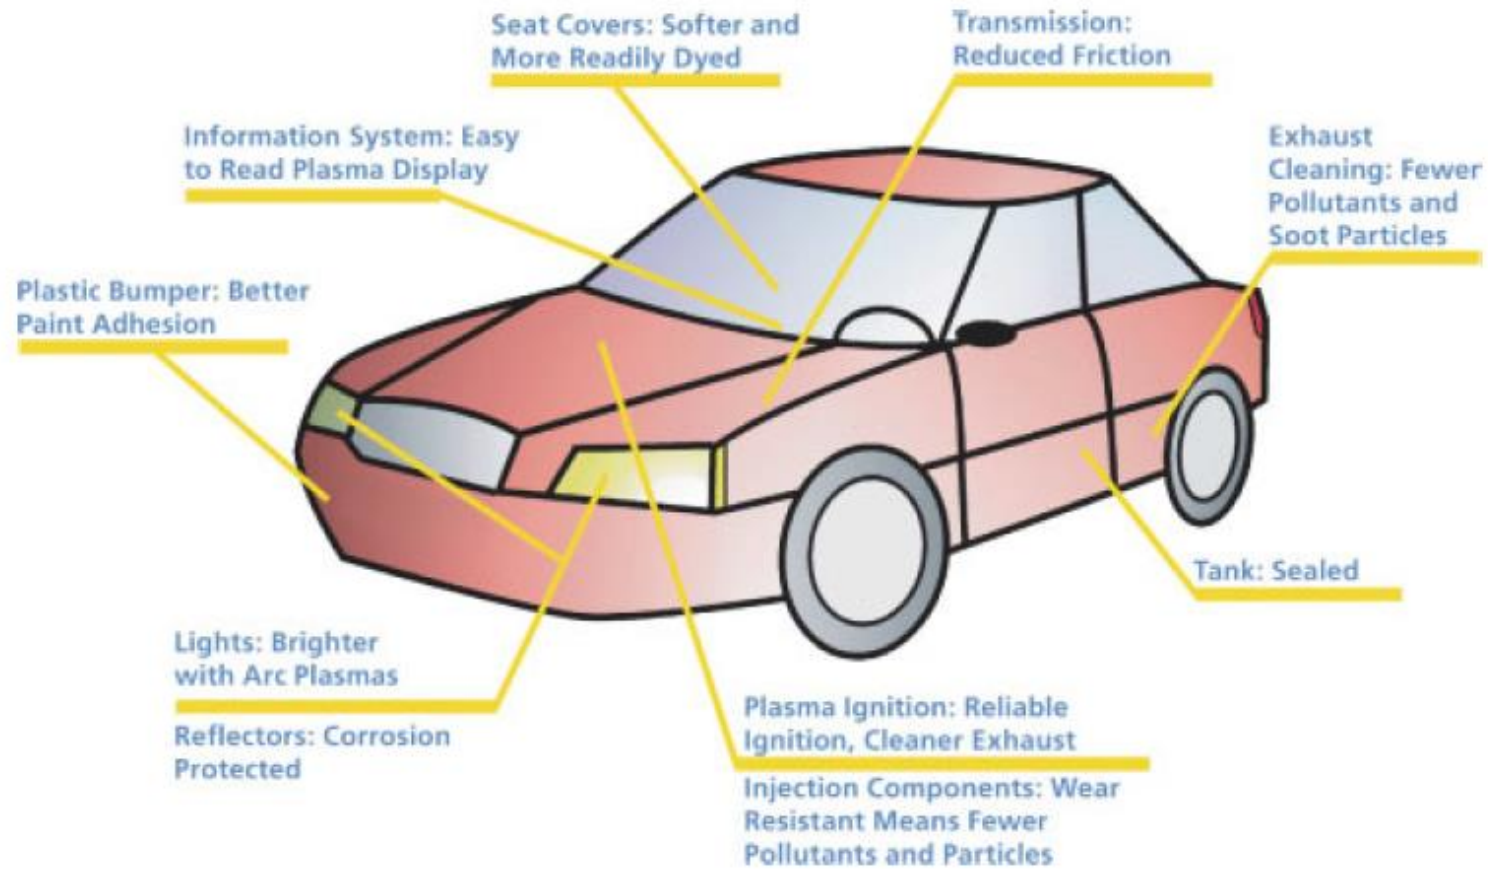 Seat Covers: Softer and
More Readily Dyed
Transmission:
Reduced Friction
Information System: Easy
to Read Plasma Display
Exhaust
Cleaning: Fewer
Pollutants and
Soot Particles
Plastic Bumper: Better
Paint Adhesion
Tank: Sealed
Lights: Brighter
with Arc Plasmas
Reflectors: Corrosion
Protected
Plasma Ignition: Reliable
Ignition, Cleaner Exhaust
Injection Components: Wear
Resistant Means Fewer
Pollutants and Particles